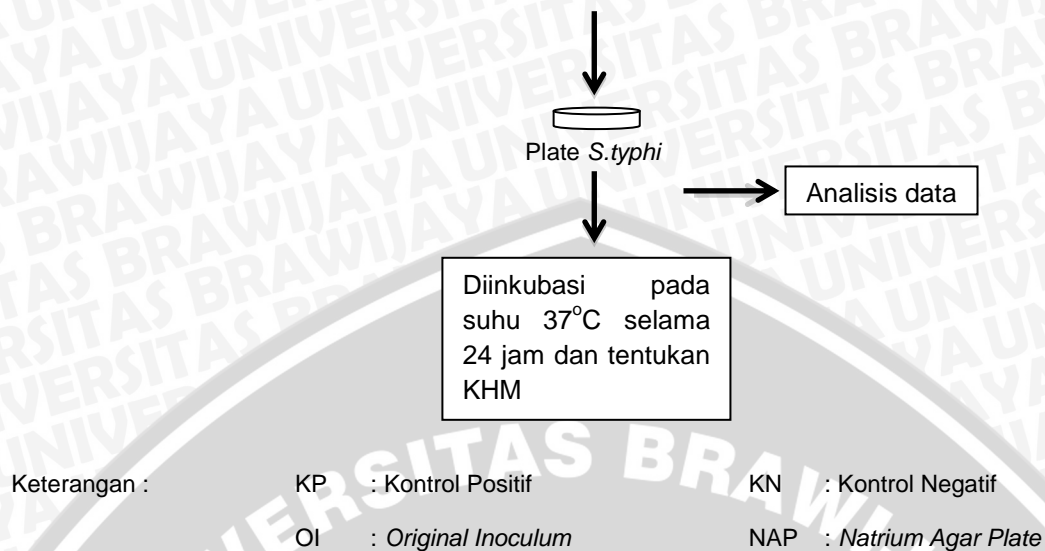 Plate S.typhi
Analisis data
Diinkubasi pada
suhu 37°C selama
24 jam dan tentukan
KHM
Keterangan : KP : Kontrol Positif KN : Kontrol Negatif
OI : Original Inoculum NAP : Natrium Agar Plate